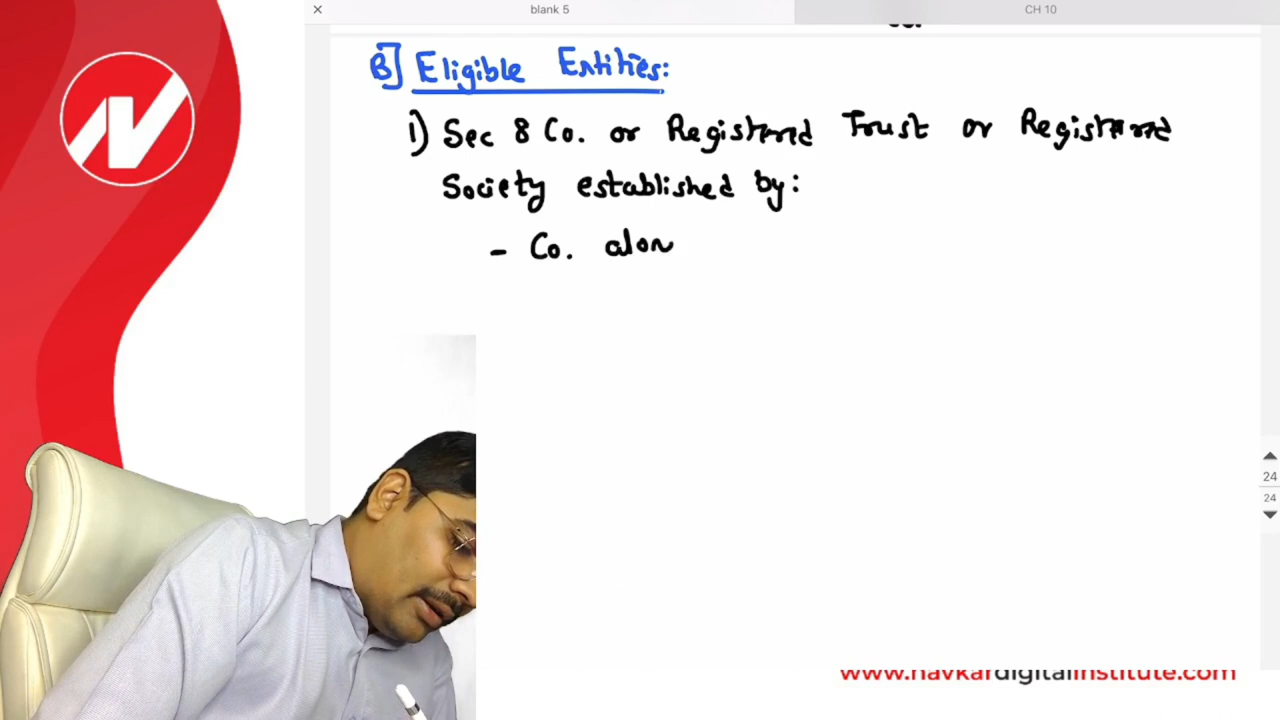 blank 5
CH 10
B] Eligible Entities:
1) Sec 8 Co. or Registered Trust or Registered
Society established by:
- Co. alon
24
24
www.navkardigitalinstitute.com